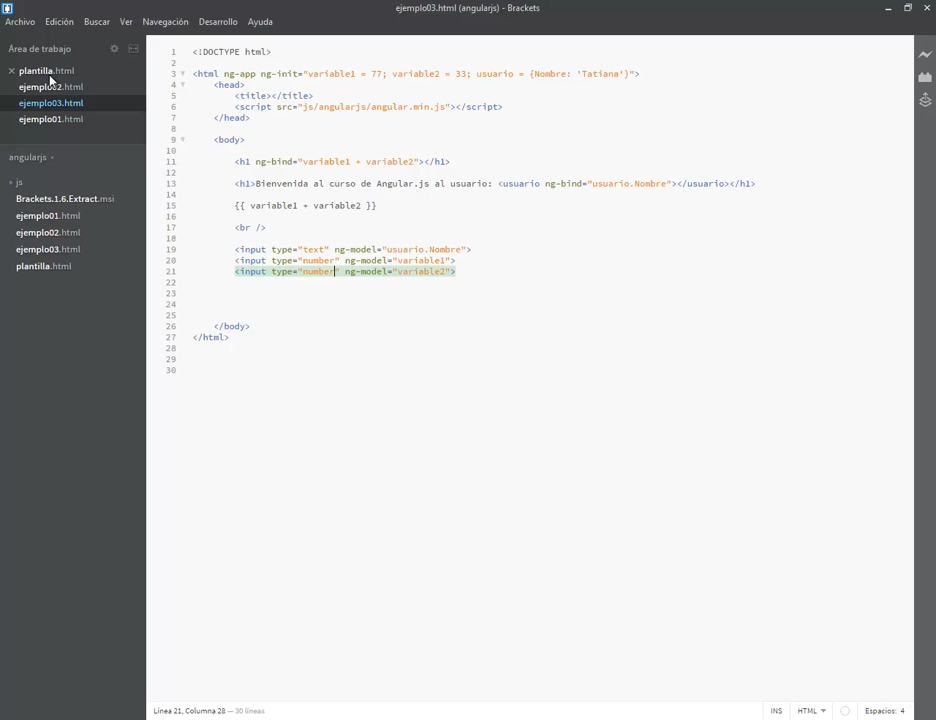 ejemplo03.html (angularjs) - Brackets
Archivo Edición Buscar Ver Navegación Desarrollo Ayuda
Área de trabajo
plantilla.html
ejemplo02.html
ejemplo03.html
ejemplo01.html
angularjs
js
Brackets.1.6.Extract.msi
ejemplo01.html
ejemplo02.html
ejemplo03.html
plantilla.html
1 <!DOCTYPE html>
2
3 <html ng-app ng-init="variable1 = 77; variable2 = 33; usuario = {Nombre: 'Tatiana'}">
4 <head>
5 <title></title>
6 <script src="js/angularjs/angular.min.js"></script>
7 </head>
8
9 <body>
10
11 <h1 ng-bind="variable1 + variable2"></h1>
12
13 <h1>Bienvenida al curso de Angular.js al usuario: <usuario ng-bind="usuario.Nombre"></usuario></h1>
14
15 {{ variable1 + variable2 }}
16
17 <br />
18
19 <input type="text" ng-model="usuario.Nombre">
20 <input type="number" ng-model="variable1">
21 <input type="number" ng-model="variable2">
22
23
24
25
26 </body>
27 </html>
28
29
30
Línea 21, Columna 28 — 30 líneas INS HTML Espacios: 4